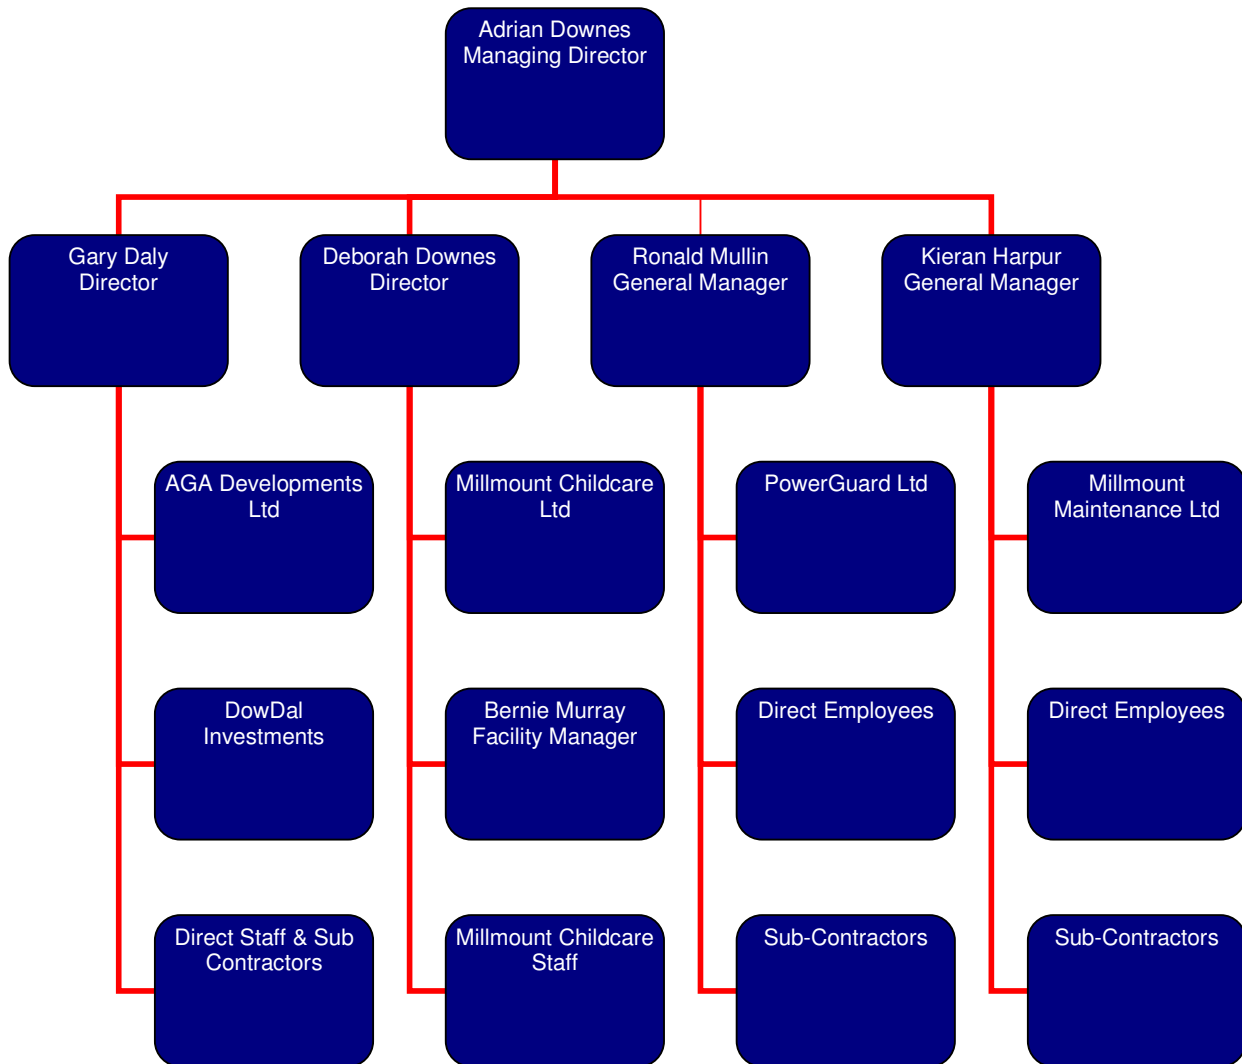 Adrian Downes
Managing Director
Gary Daly
Director
Deborah Downes
Director
Ronald Mullin
General Manager
Kieran Harpur
General Manager
AGA Developments
Ltd
Millmount Childcare
Ltd
PowerGuard Ltd
Millmount
Maintenance Ltd
DowDal
Investments
Bernie Murray
Facility Manager
Direct Employees
Direct Employees
Direct Staff & Sub
Contractors
Millmount Childcare
Staff
Sub-Contractors
Sub-Contractors